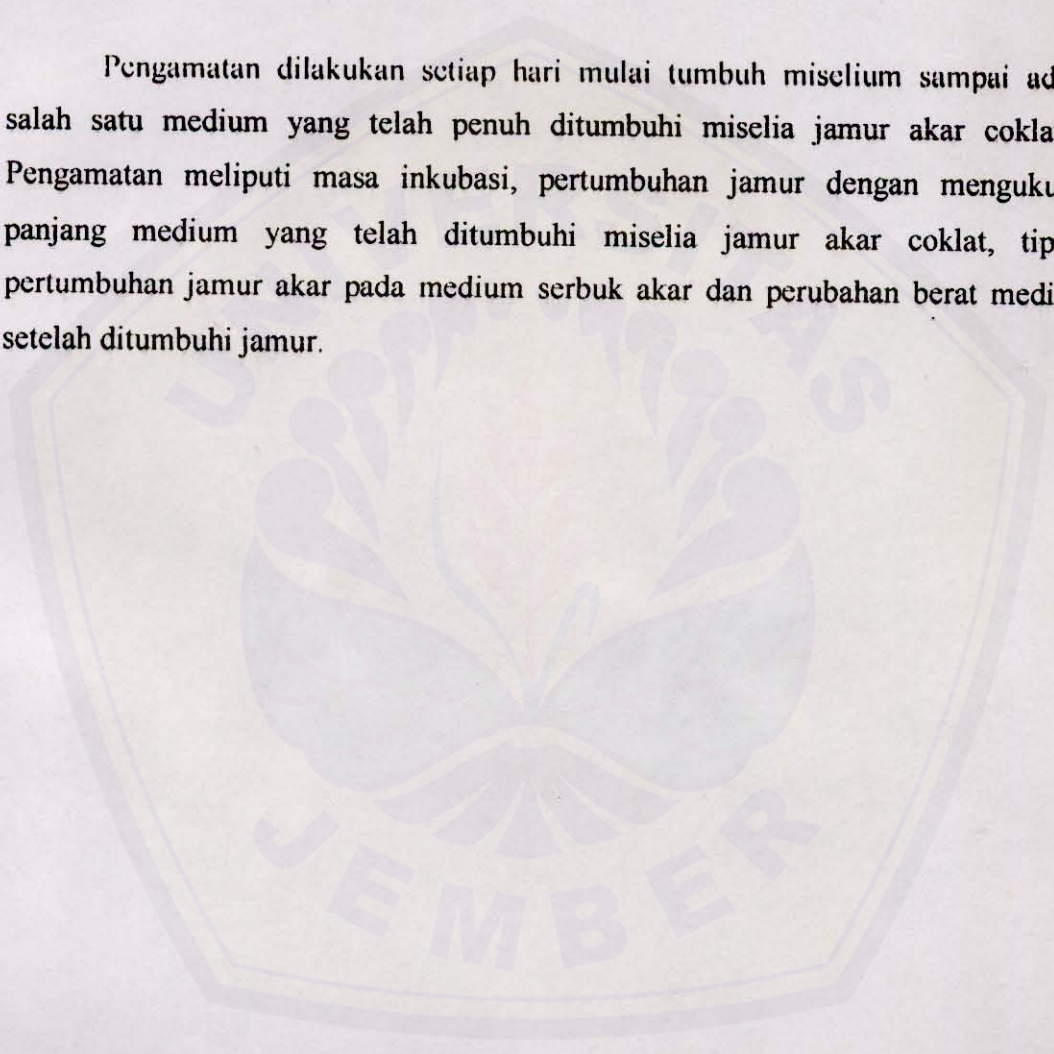 Pengamatan dilakukan setiap hari mulai tumbuh miselium sampai ad
salah satu medium yang telah penuh ditumbuhi miselia jamur akar cokla
Pengamatan meliputi masa inkubasi, pertumbuhan jamur dengan menguku
panjang medium yang telah ditumbuhi miselia jamur akar coklat, tip
pertumbuhan jamur akar pada medium serbuk akar dan perubahan berat medi
setelah ditumbuhi jamur.
UNIVERSITAS
JEMBER